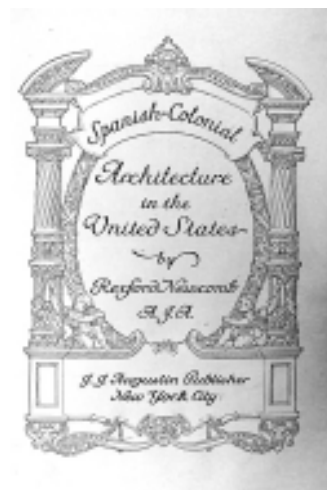 Spanish-Colonial
Architecture
in the
United States
by
Rexford Newcomb
A.I.A.
J.J. Augustin Publisher
New York City